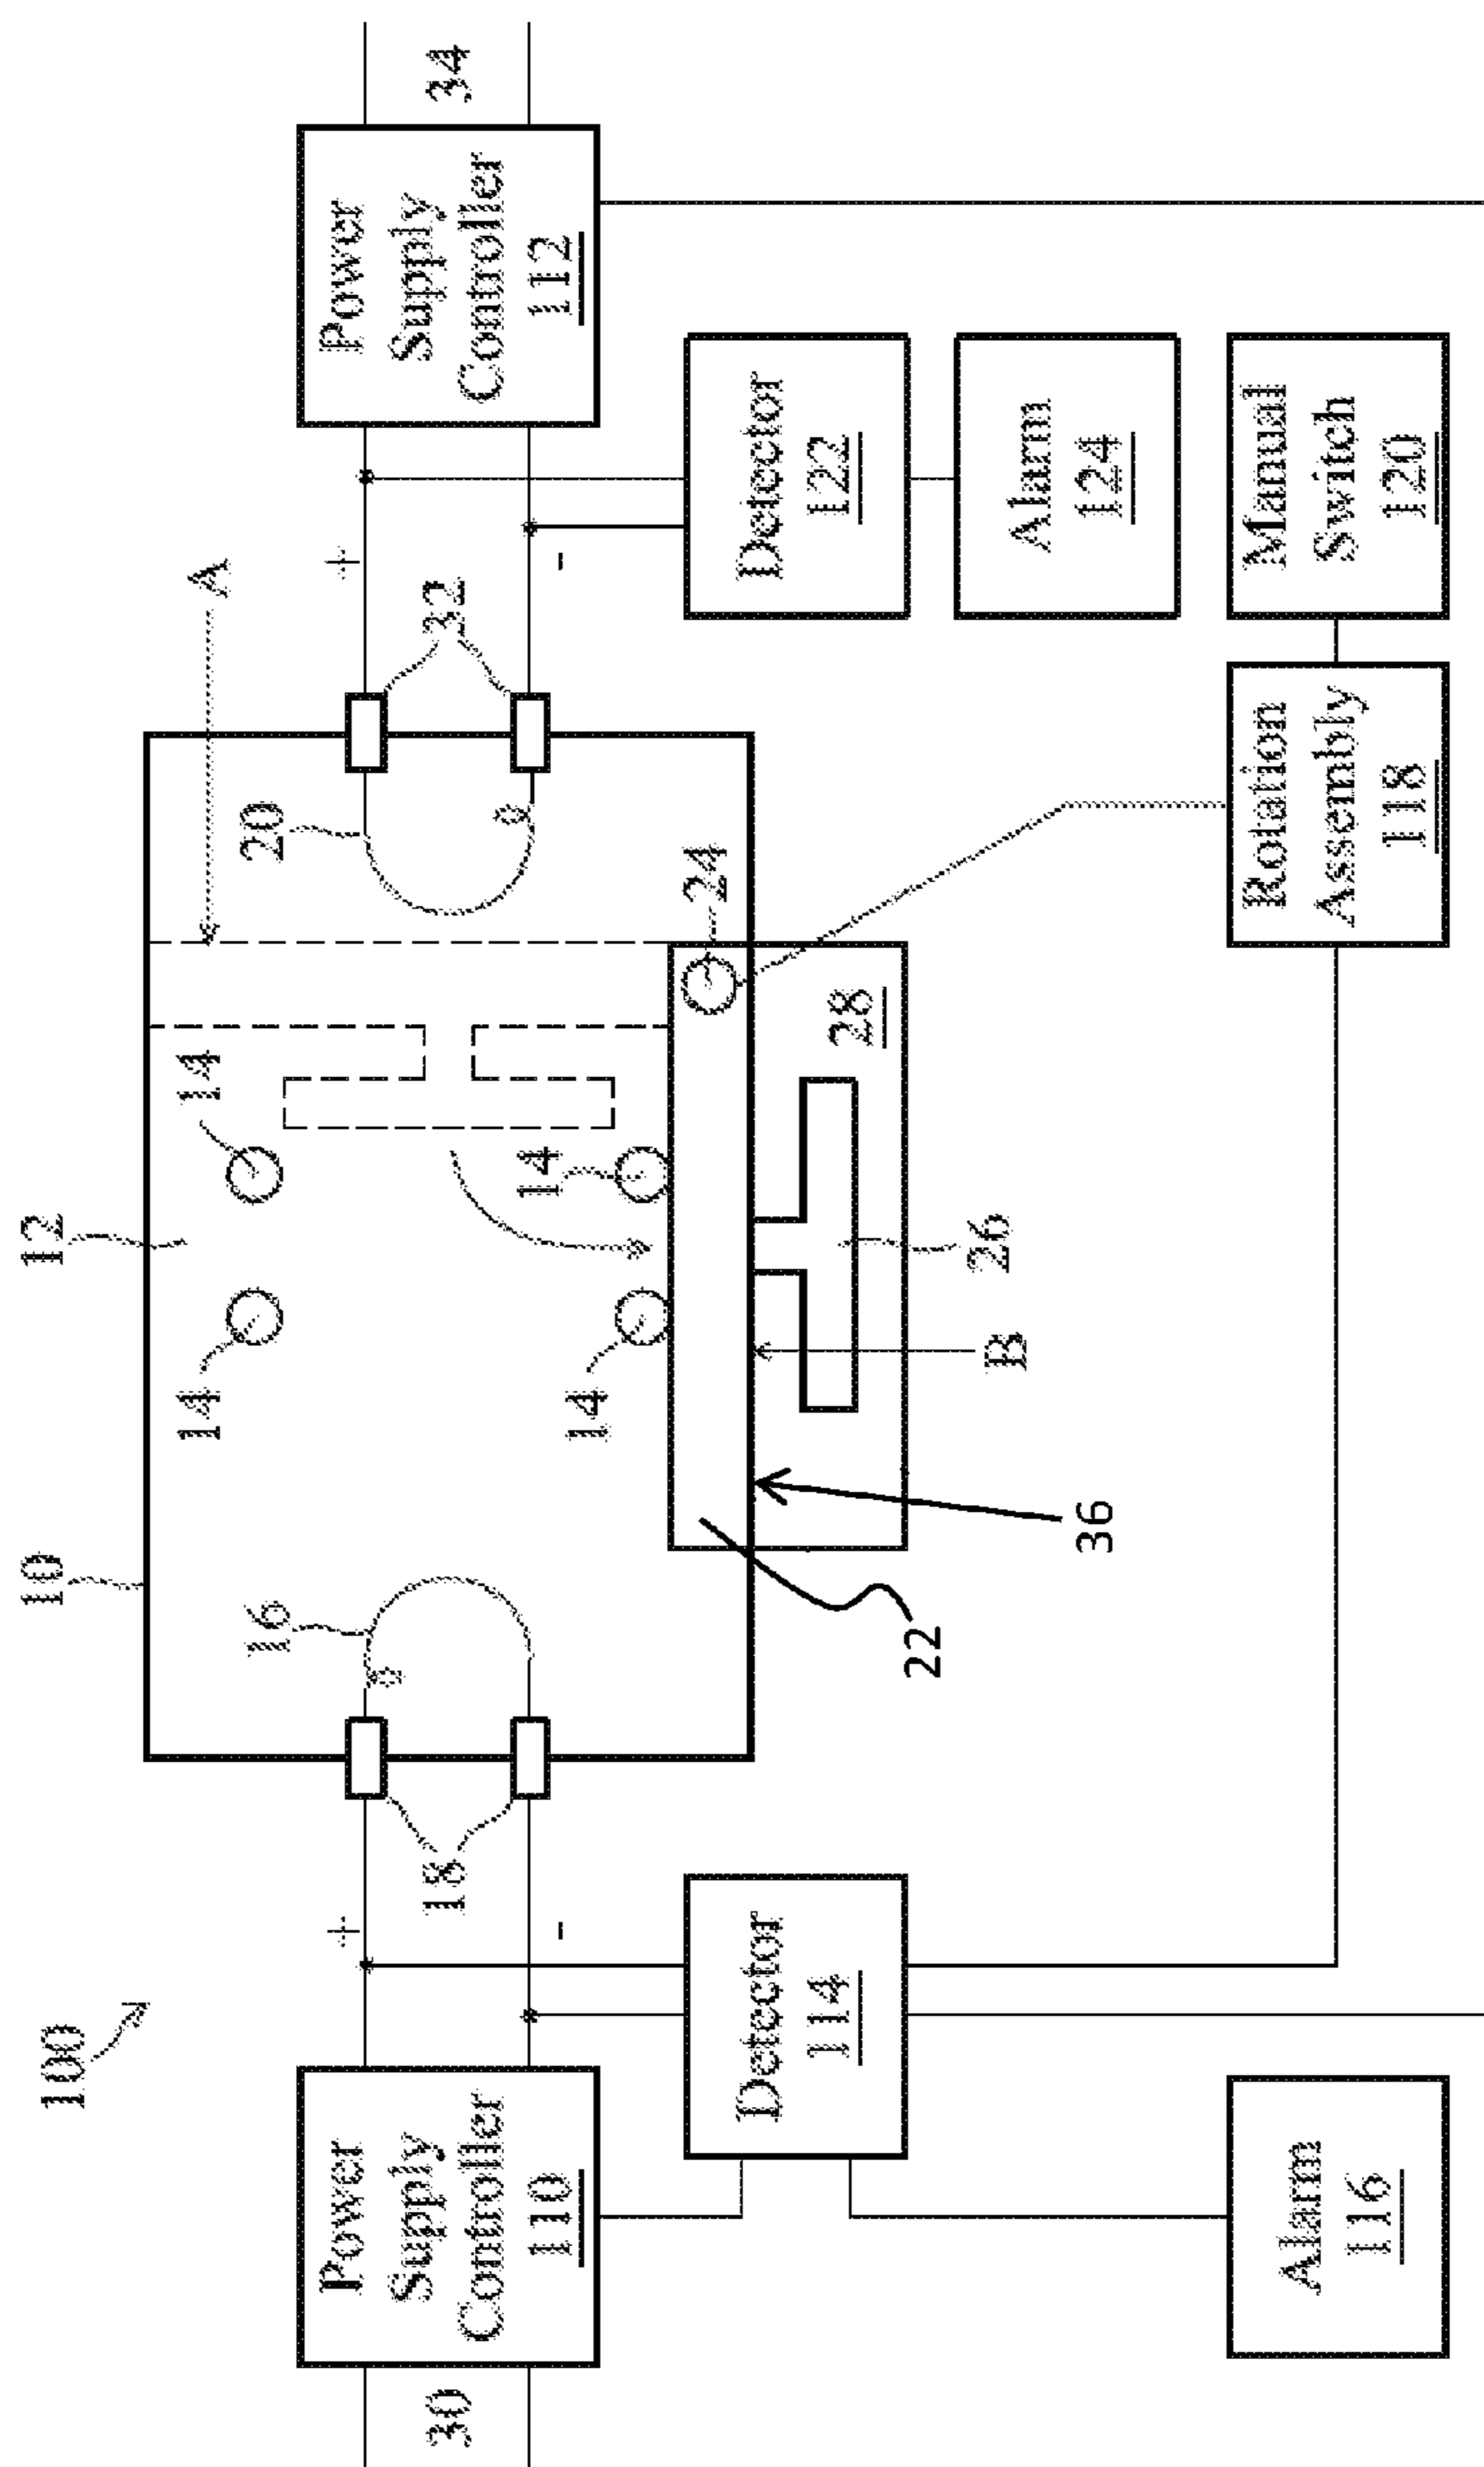 100
10
12
A
30
Power
Supply
Controller
110
+
-
18
16
14
14
14
14
20
32
+
-
Power
Supply
Controller
112
34
24
28
26
B
36
22
Detector
114
Detector
122
Alarm
124
Alarm
116
Rotation
Assembly
118
Manual
Switch
120